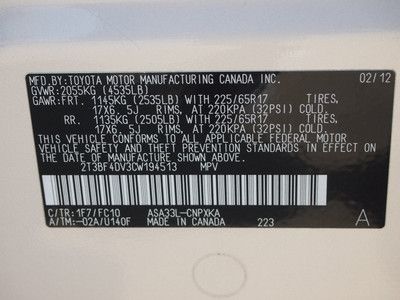 MFD.BY:TOYOTA MOTOR MANUFACTURING CANADA INC. 02/12
GVWR:2055KG (4535LB)
GAWR:FRT. 1145KG (2535LB) WITH 225/65R17 TIRES,
17X6.5J RIMS, AT 220KPA (32PSI) COLD.
RR. 1135KG (2505LB) WITH 225/65R17 TIRES,
17X6.5J RIMS, AT 220KPA (32PSI) COLD.
THIS VEHICLE CONFORMS TO ALL APPLICABLE FEDERAL MOTOR
VEHICLE SAFETY AND THEFT PREVENTION STANDARDS IN
EFFECT ON THE DATE OF MANUFACTURE SHOWN ABOVE.
2T3BF4DV3CW194513 MPV
C/TR:1F7/FC10 ASA33L-CNPXKA
A/TM:-02A/U140F MADE IN CANADA 223 A